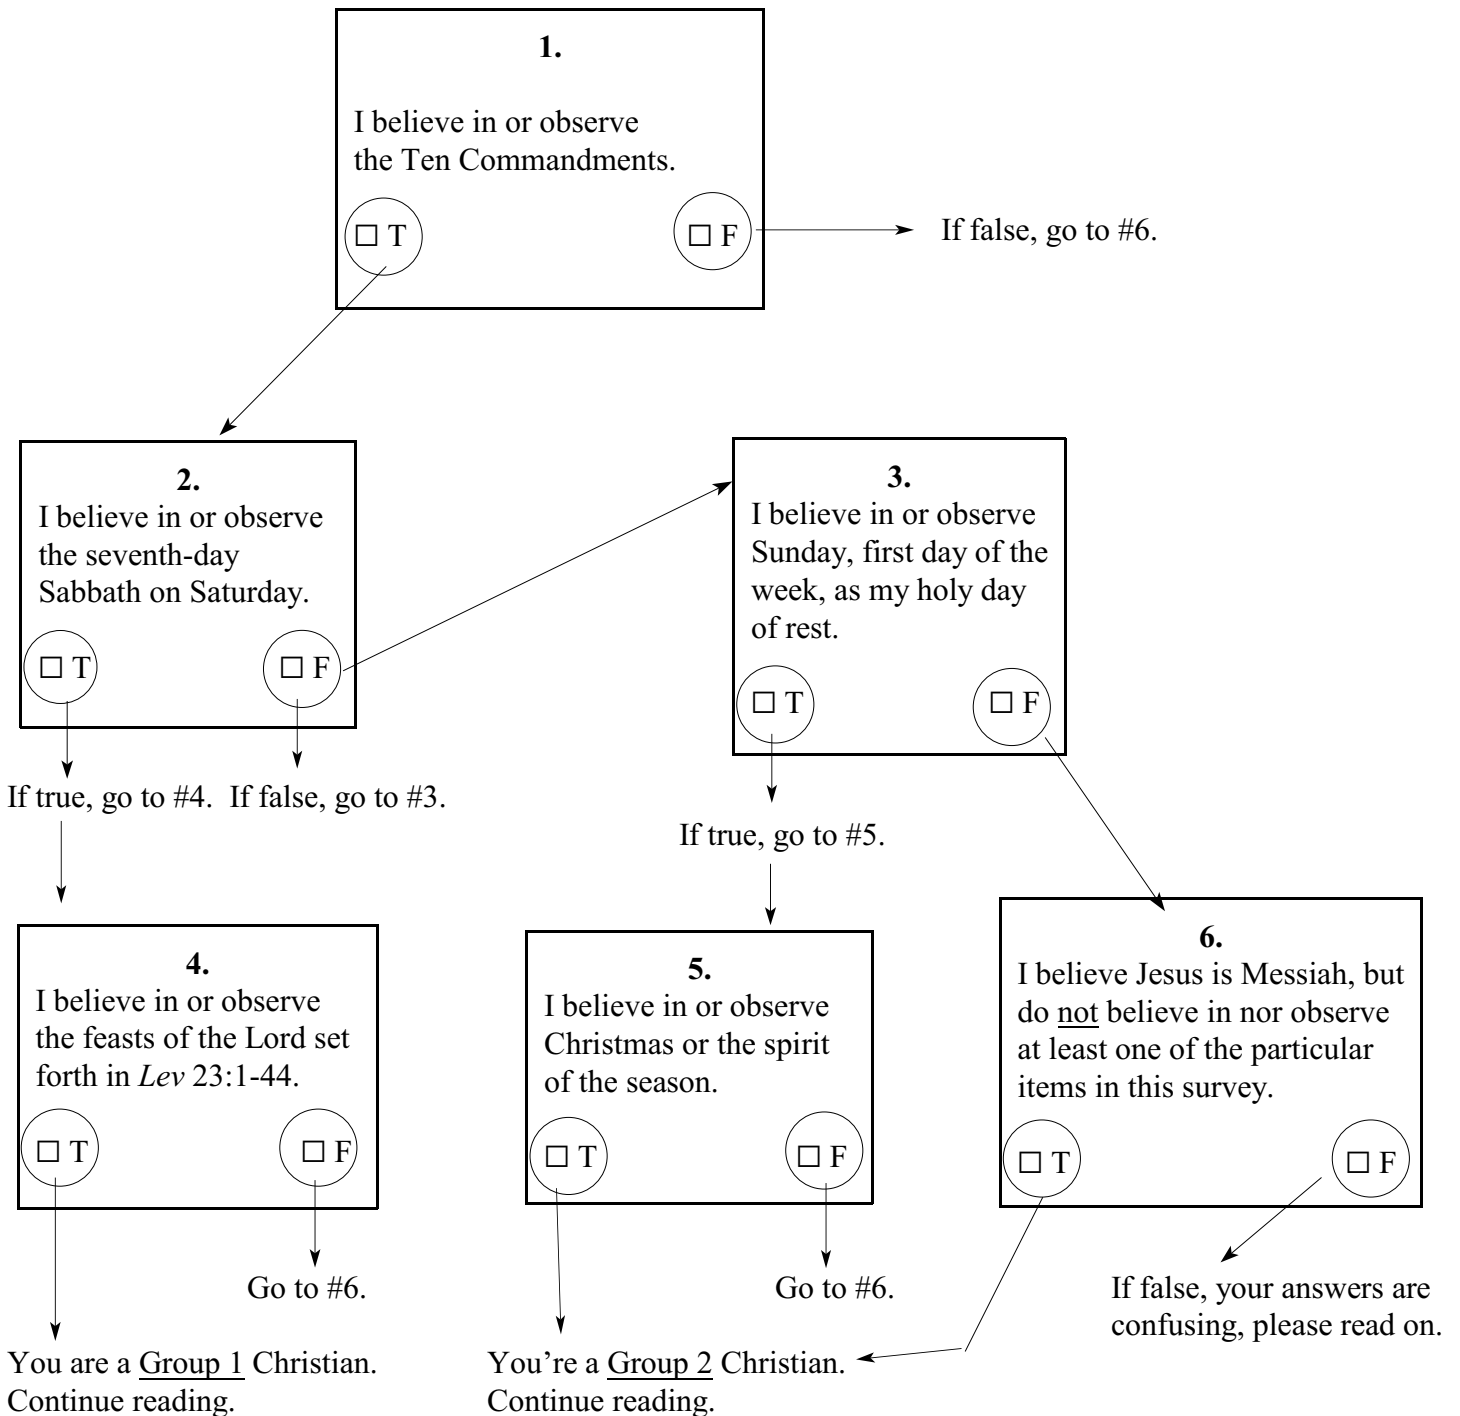 1.
I believe in or observe
the Ten Commandments.
☐ T
☐ F
If false, go to #6.
2.
I believe in or observe
the seventh-day
Sabbath on Saturday.
☐ T
☐ F
If true, go to #4.
If false, go to #3.
3.
I believe in or observe
Sunday, first day of the
week, as my holy day
of rest.
☐ T
☐ F
If true, go to #5.
4.
I believe in or observe
the feasts of the Lord set
forth in Lev 23:1-44.
☐ T
☐ F
Go to #6.
You are a Group 1 Christian.
Continue reading.
5.
I believe in or observe
Christmas or the spirit
of the season.
☐ T
☐ F
Go to #6.
You’re a Group 2 Christian.
Continue reading.
6.
I believe Jesus is Messiah, but
do not believe in nor observe
at least one of the particular
items in this survey.
☐ T
☐ F
If false, your answers are
confusing, please read on.